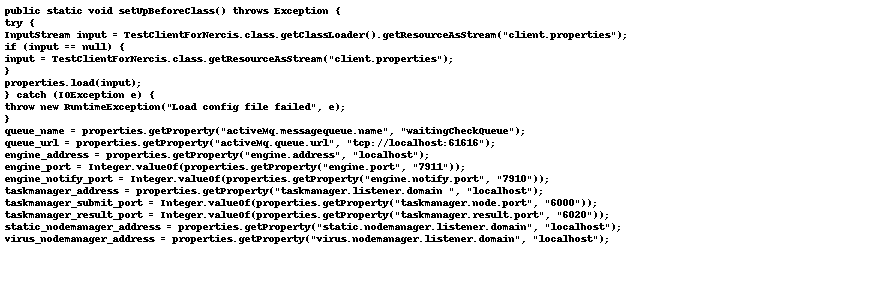 public static void setUpBeforeClass() throws Exception {
try {
InputStream input = TestClientForNercis.class.getClassLoader().getResourceAsStream("client.properties");
if (input == null) {
input = TestClientForNercis.class.getResourceAsStream("client.properties");
}
properties.load(input);
} catch (IOException e) {
throw new RuntimeException("Load config file failed", e);
}
queue_name = properties.getProperty("activeMq.messagequeue.name", "waitingCheckQueue");
queue_url = properties.getProperty("activeMq.queue.url", "tcp://localhost:61616");
engine_address = properties.getProperty("engine.address", "localhost");
engine_port = Integer.valueOf(properties.getProperty("engine.port", "7911"));
engine_notify_port = Integer.valueOf(properties.getProperty("engine.notify.port", "7910"));
taskmanager_address = properties.getProperty("taskmanager.listener.domain ", "localhost");
taskmanager_submit_port = Integer.valueOf(properties.getProperty("taskmanager.node.port", "6000"));
taskmanager_result_port = Integer.valueOf(properties.getProperty("taskmanager.result.port", "6020"));
static_nodemanager_address = properties.getProperty("static.nodemanager.listener.domain", "localhost");
virus_nodemanager_address = properties.getProperty("virus.nodemanager.listener.domain", "localhost");